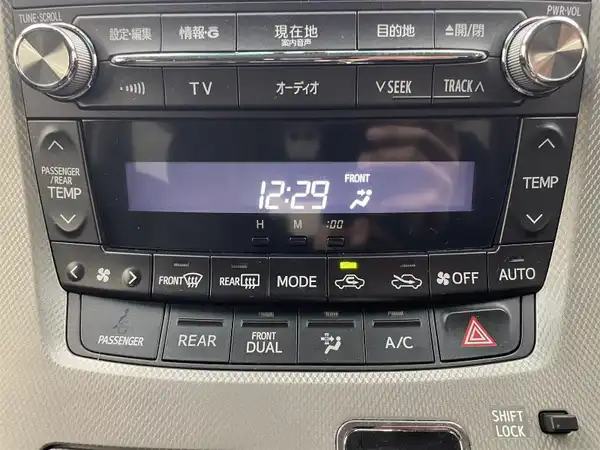 TUNE·SCROLL 設定・編集 情報・G 現在地 目的地 ⏏開/閉 PWR·VOL
案内音声
TV オーディオ ∨SEEK TRACK∧
PASSENGER
/REAR
TEMP
12:29 FRONT
TEMP
H M :00
FRONT REAR MODE OFF AUTO
PASSENGER REAR FRONT
DUAL A/C
SHIFT
LOCK